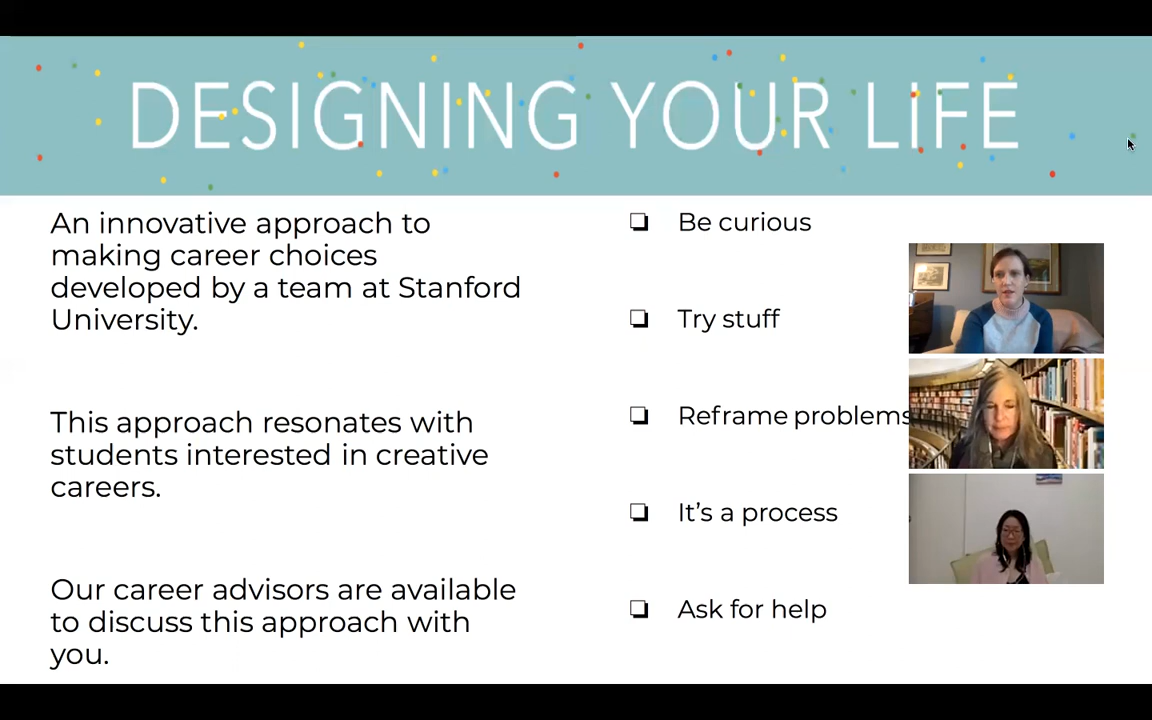 DESIGNING YOUR LIFE
An innovative approach to
making career choices
developed by a team at Stanford
University.
This approach resonates with
students interested in creative
careers.
Our career advisors are available
to discuss this approach with
you.
❏ Be curious
❏ Try stuff
❏ Reframe problems
❏ It’s a process
❏ Ask for help